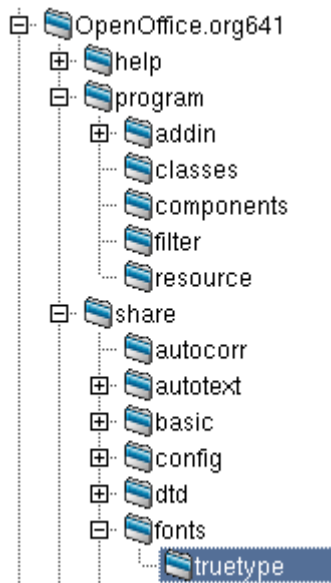 OpenOffice.org641
help
program
addin
classes
components
filter
resource
share
autocorr
autotext
basic
config
dtd
fonts
truetype